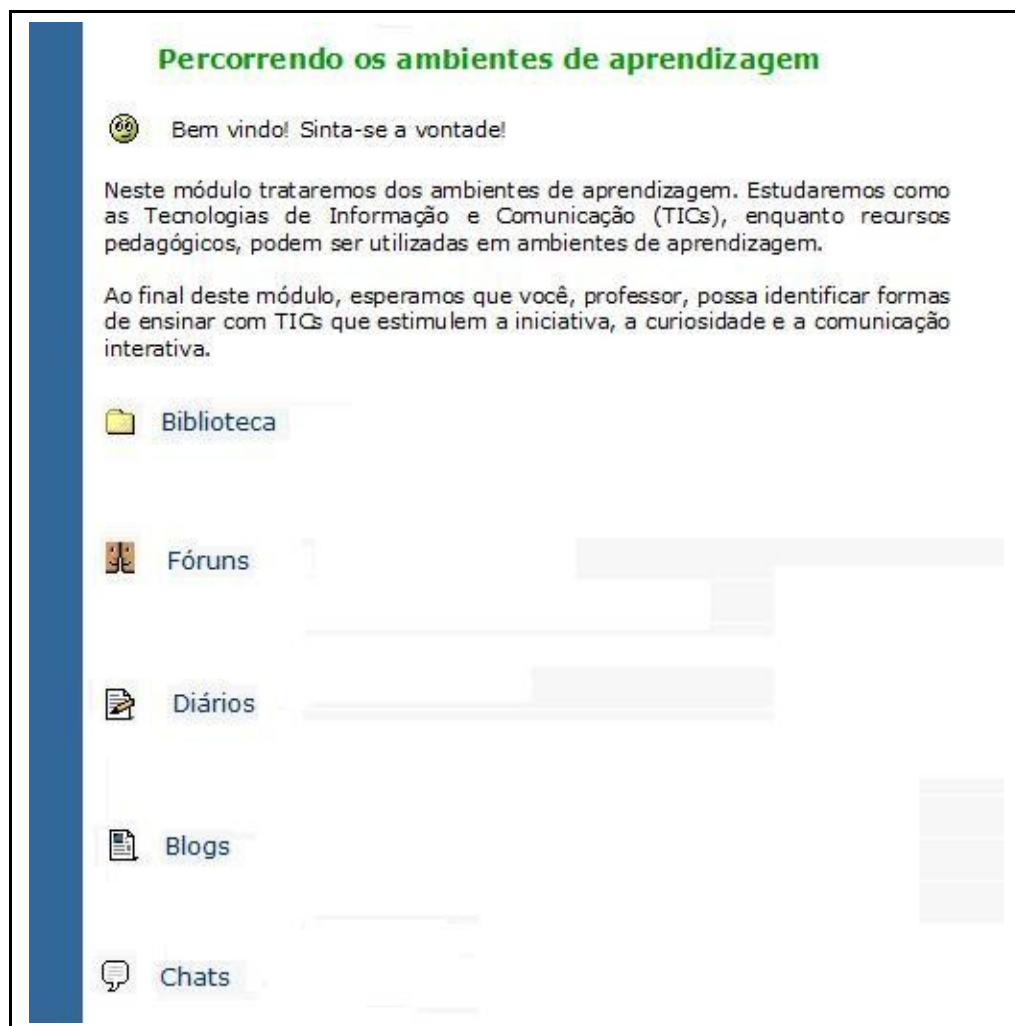 Percorrendo os ambientes de aprendizagem
Bem vindo! Sinta-se a vontade!
Neste módulo trataremos dos ambientes de aprendizagem. Estudaremos como
as Tecnologias de Informação e Comunicação (TICs), enquanto recursos
pedagógicos, podem ser utilizadas em ambientes de aprendizagem.
Ao final deste módulo, esperamos que você, professor, possa identificar formas
de ensinar com TICs que estimulem a iniciativa, a curiosidade e a comunicação
interativa.
Biblioteca
Fóruns
Diários
Blogs
Chats